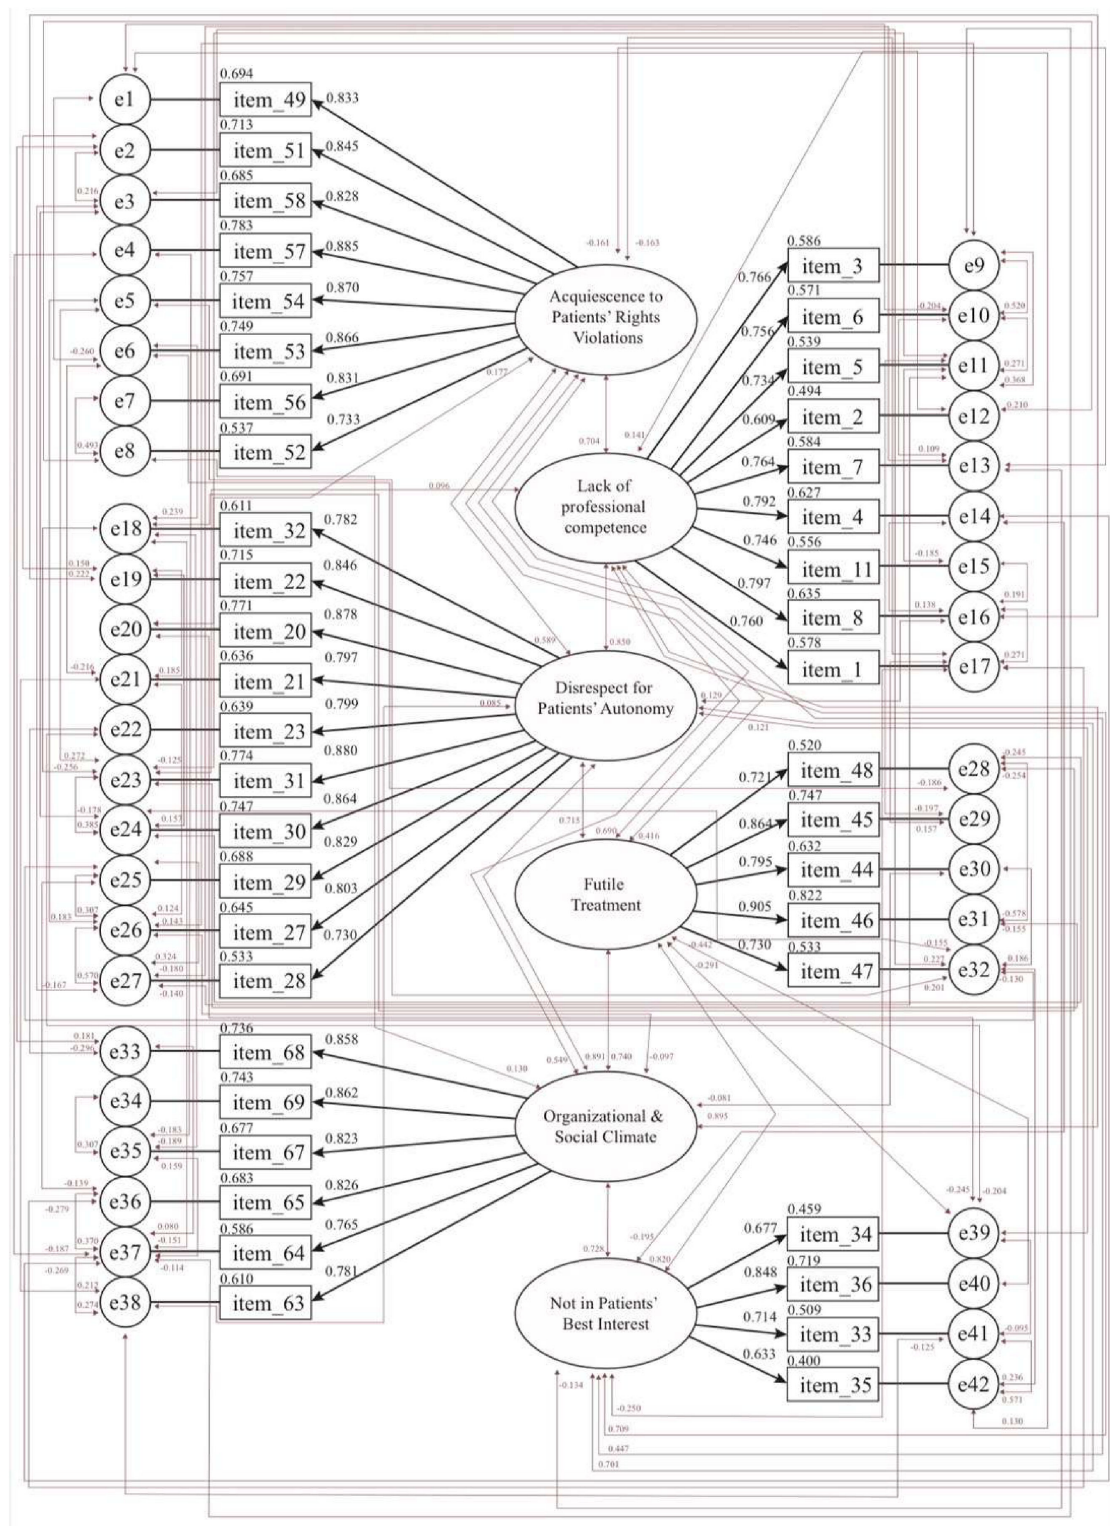 e1
0.694
item_49
0.833
e2
0.713
item_51
0.845
0.216
e3
0.685
item_58
0.828
e4
0.783
item_57
0.885
e5
0.757
item_54
0.870
-0.260
e6
0.749
item_53
0.866
e7
0.691
item_56
0.831
0.493
e8
0.537
item_52
0.733
-0.161
-0.163
Acquiescence to
Patients' Rights
Violations
0.177
0.704
0.141
0.096
Lack of
professional
competence
0.766
0.586
item_3
e9
0.756
0.571
item_6
-0.204
e10
0.520
0.734
0.539
item_5
e11
0.271
0.368
0.609
0.494
item_2
e12
0.210
0.109
0.764
0.584
item_7
e13
0.792
0.627
item_4
e14
0.746
0.556
item_11
-0.185
e15
0.191
0.797
0.635
item_8
0.138
e16
0.760
0.578
item_1
e17
0.271
0.239
e18
0.611
item_32
0.782
0.150
0.222
e19
0.715
item_22
0.846
e20
0.771
item_20
0.878
-0.216
e21
0.185
0.636
item_21
0.797
e22
0.639
item_23
0.799
0.272
-0.256
e23
-0.125
0.774
item_31
0.880
-0.178
0.385
e24
0.157
0.747
item_30
0.864
e25
0.688
item_29
0.829
0.307
0.183
e26
0.124
0.143
0.645
item_27
0.803
0.570
-0.167
e27
0.324
-0.180
-0.140
0.533
item_28
0.730
0.589
0.850
Disrespect for
Patients' Autonomy
0.085
0.129
0.121
0.715
0.690
0.416
Futile
Treatment
0.721
0.520
item_48
e28
-0.245
-0.254
-0.186
0.864
0.747
item_45
-0.197
0.157
e29
0.795
0.632
item_44
e30
0.905
0.822
item_46
e31
-0.578
-0.155
0.730
0.533
item_47
-0.155
0.227
0.201
e32
0.186
-0.130
-0.442
-0.291
0.181
-0.296
e33
0.736
item_68
0.858
e34
0.743
item_69
0.862
0.307
e35
-0.183
-0.189
0.159
0.677
item_67
0.823
-0.139
-0.279
e36
0.683
item_65
0.826
0.370
-0.187
-0.269
e37
0.080
-0.151
-0.114
0.586
item_64
0.765
0.212
0.274
e38
0.610
item_63
0.781
0.130
0.549
0.891
0.740
-0.097
Organizational &
Social Climate
-0.081
0.895
0.728
-0.195
0.820
Not in Patients'
Best Interest
-0.245
-0.204
0.677
0.459
item_34
e39
0.848
0.719
item_36
e40
0.714
0.509
item_33
-0.125
e41
-0.095
0.633
0.400
item_35
e42
0.236
0.571
0.130
-0.134
-0.250
0.709
0.447
0.701